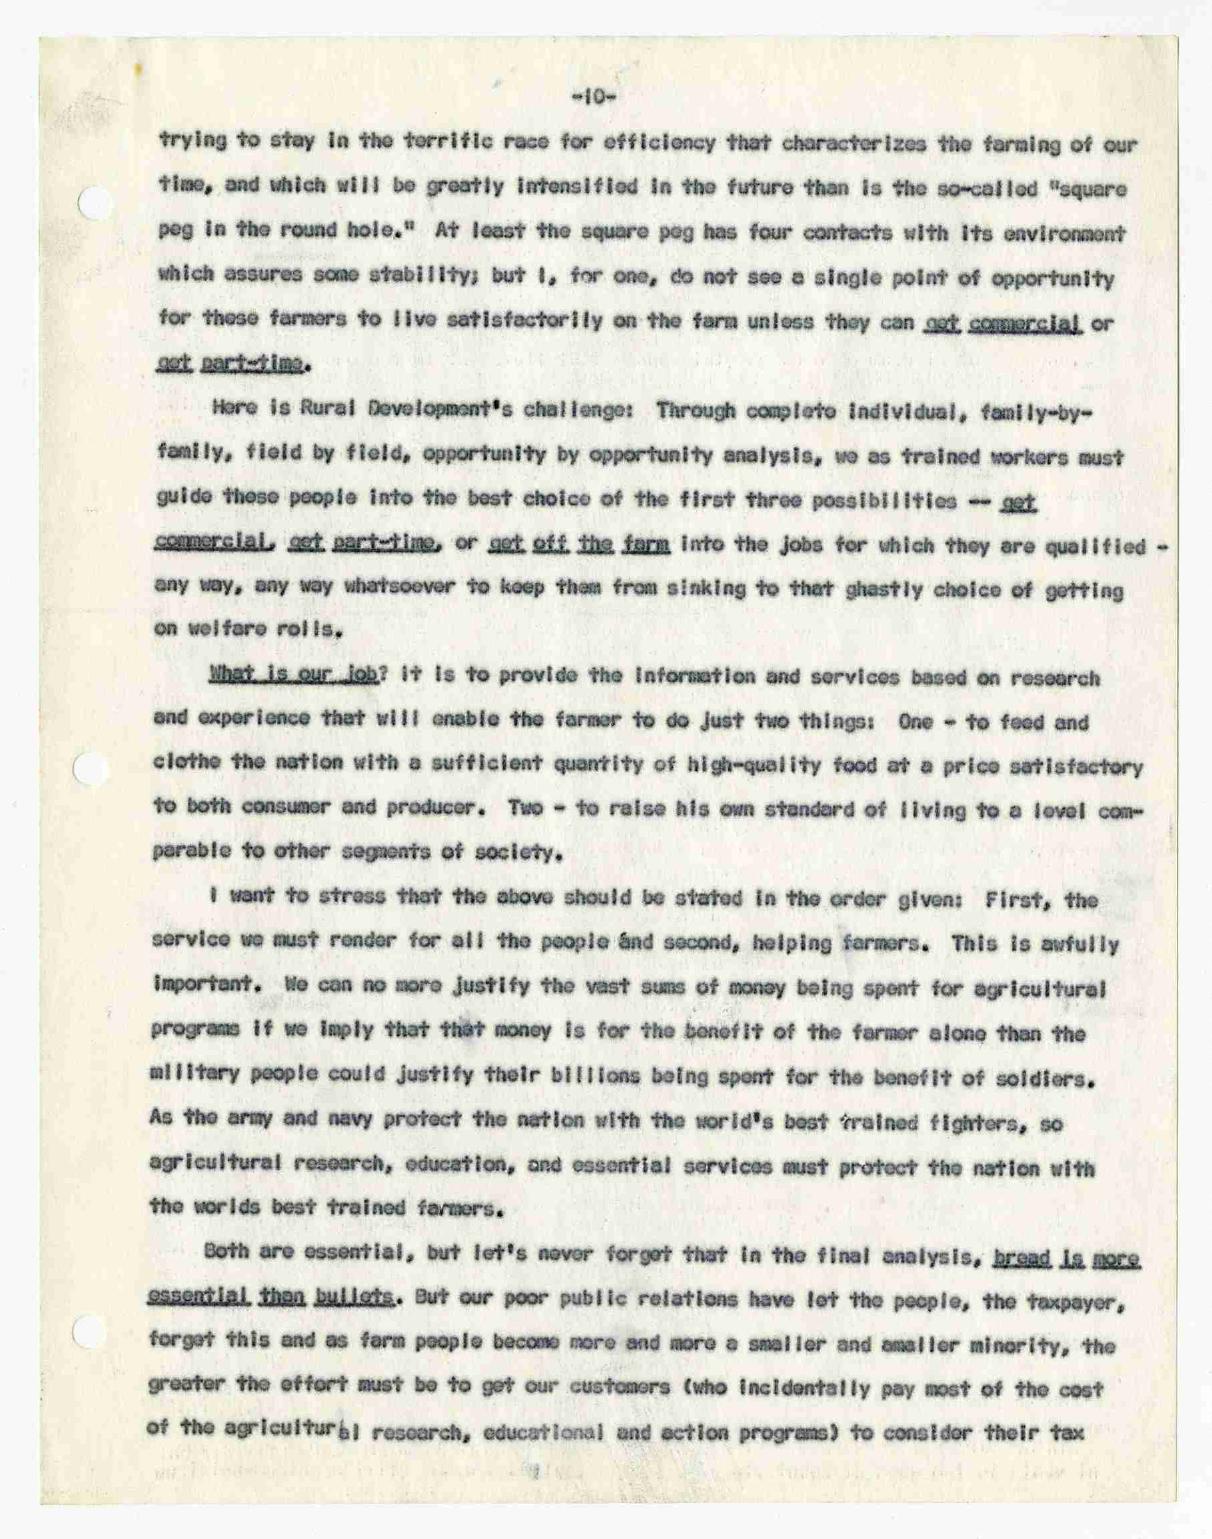 -10-
trying to stay in the terrific race for efficiency that characterizes the farming of our
time, and which will be greatly intensified in the future than is the so-called "square
peg in the round hole." At least the square peg has four contacts with its environment
which assures some stability; but I, for one, do not see a single point of opportunity
for these farmers to live satisfactorily on the farm unless they can get commercial or
get part-time.
Here is Rural Development's challenge: Through complete individual, family-by-
family, field by field, opportunity by opportunity analysis, we as trained workers must
guide these people into the best choice of the first three possibilities -- get
commercial, get part-time, or get off the farm into the jobs for which they are qualified -
any way, any way whatsoever to keep them from sinking to that ghastly choice of getting
on welfare rolls.
What is our job? It is to provide the information and services based on research
and experience that will enable the farmer to do just two things: One - to feed and
clothe the nation with a sufficient quantity of high-quality food at a price satisfactory
to both consumer and producer. Two - to raise his own standard of living to a level com-
parable to other segments of society.
I want to stress that the above should be stated in the order given: First, the
service we must render for all the people and second, helping farmers. This is awfully
important. We can no more justify the vast sums of money being spent for agricultural
programs if we imply that that money is for the benefit of the farmer alone than the
military people could justify their billions being spent for the benefit of soldiers.
As the army and navy protect the nation with the world's best trained fighters, so
agricultural research, education, and essential services must protect the nation with
the worlds best trained farmers.
Both are essential, but let's never forget that in the final analysis, bread is more
essential than bullets. But our poor public relations have let the people, the taxpayer,
forget this and as farm people become more and more a smaller and smaller minority, the
greater the effort must be to get our customers (who incidentally pay most of the cost
of the agricultural research, educational and action programs) to consider their tax